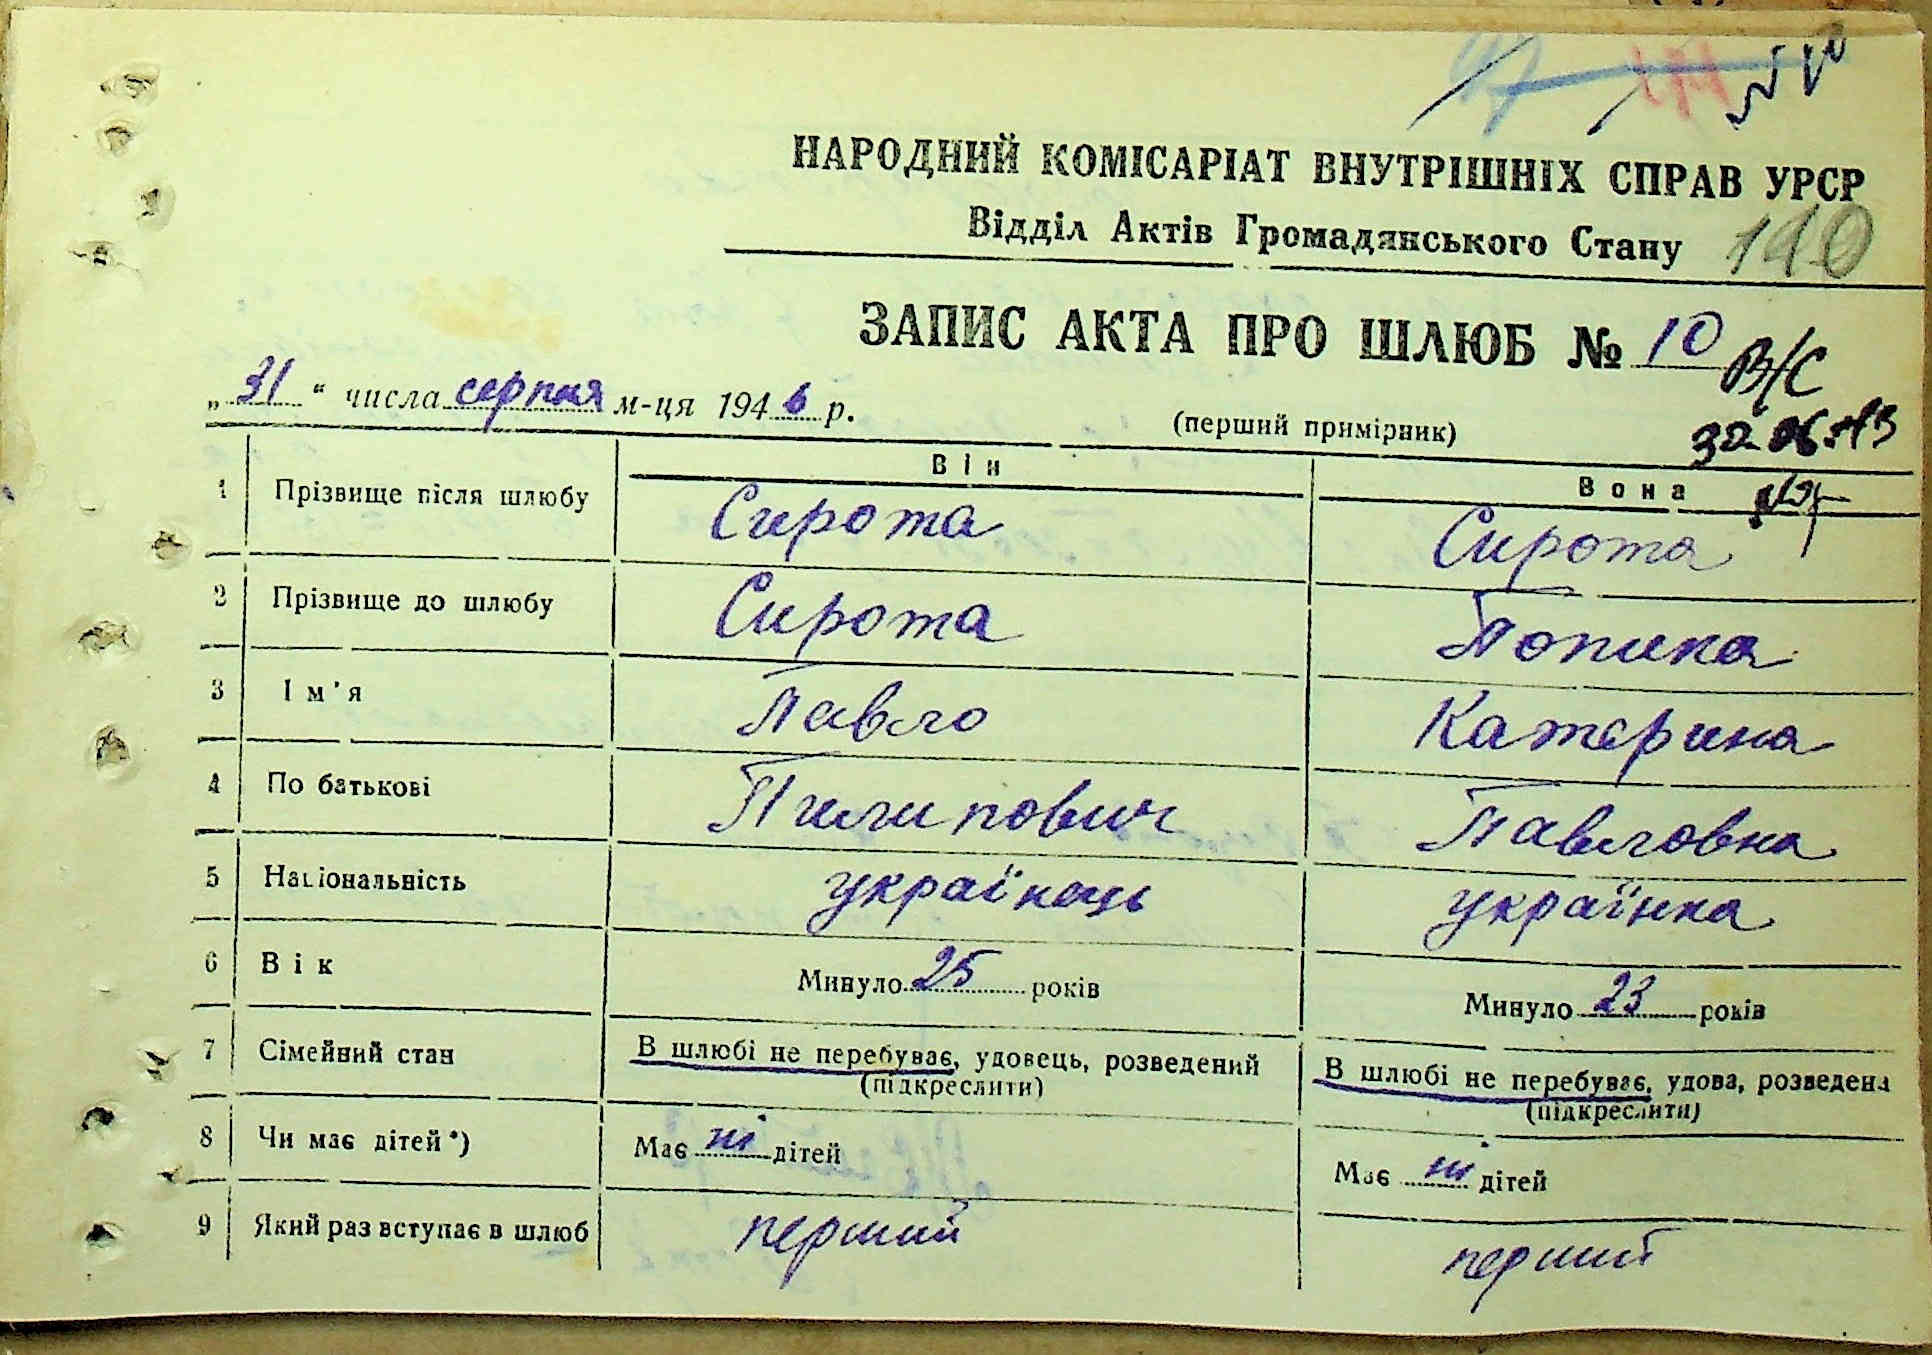 НАРОДНИЙ КОМІСАРІАТ ВНУТРІШНІХ СПРАВ УРСР
Відділ Актів Громадянського Стану 110
ЗАПИС АКТА ПРО ШЛЮБ № 10
В/С
„31" числа серпня м-ця 1946 р.
(перший примірник)
Він Вона
1 Прізвище після шлюбу Сирота Сирота
2 Прізвище до шлюбу Сирота Попика
3 Ім'я Павло Катерина
4 По батькові Пилипович Павловна
5 Національність українець українка
6 Вік Минуло 25 років Минуло 23 років
7 Сімейний стан В шлюбі не перебуває, удовець, розведений В шлюбі не перебуває, удова, розведена
(підкреслити) (підкреслити)
8 Чи має дітей*) Має ні дітей Має ні дітей
9 Який раз вступає в шлюб перший перший